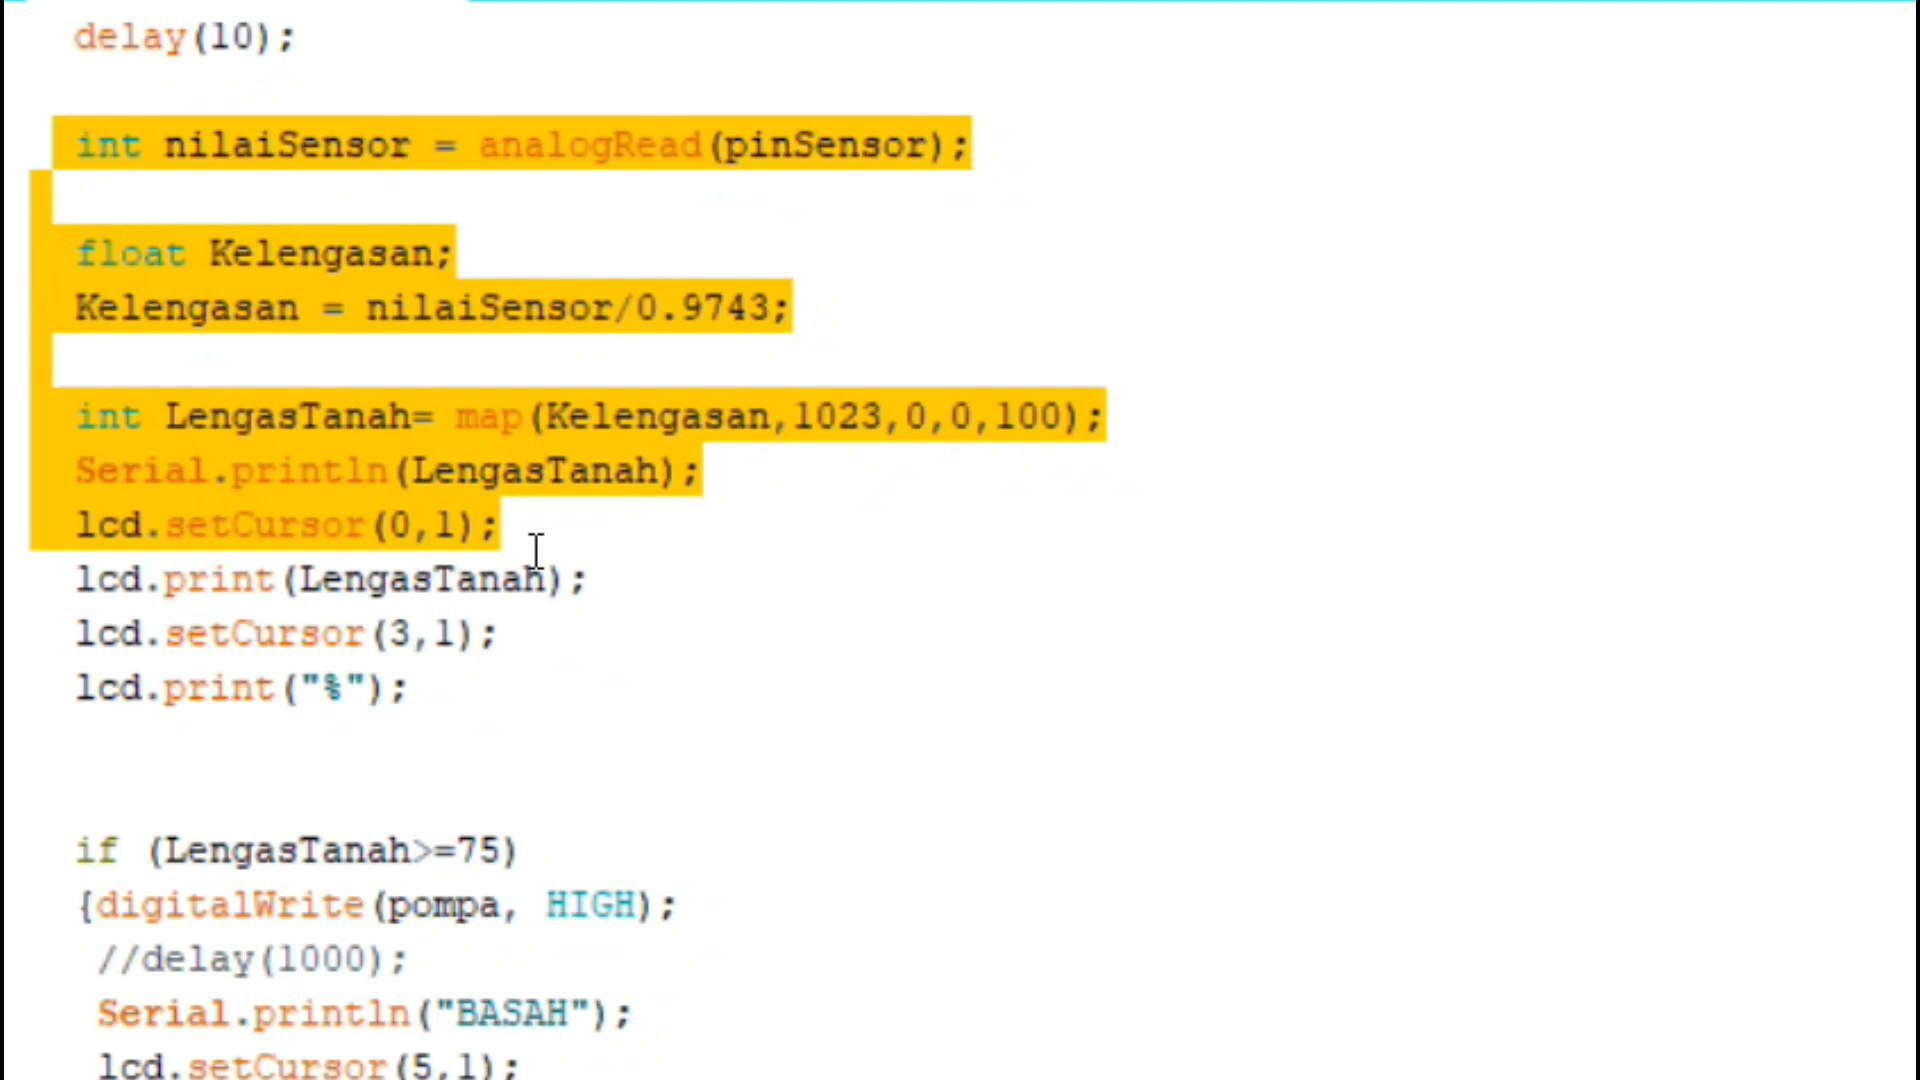 delay(10);
int nilaiSensor = analogRead(pinSensor);
float Kelengasan;
Kelengasan = nilaiSensor/0.9743;
int LengasTanah= map(Kelengasan,1023,0,0,100);
Serial.println(LengasTanah);
lcd.setCursor(0,1);
lcd.print(LengasTanah);
lcd.setCursor(3,1);
lcd.print("%");
if (LengasTanah>=75)
{digitalWrite(pompa, HIGH);
//delay(1000);
Serial.println("BASAH");
lcd.setCursor(5,1);